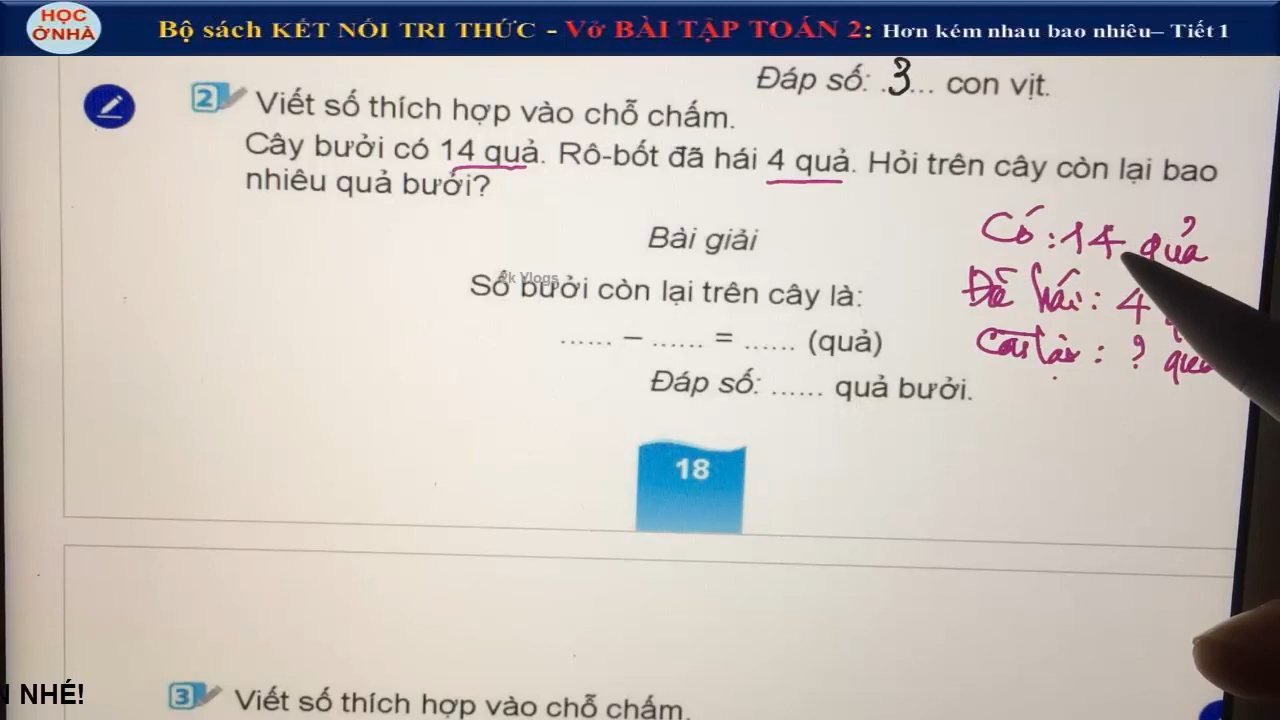 HỌC
Ở NHÀ
Bộ sách KẾT NỐI TRI THỨC - Vở BÀI TẬP TOÁN 2: Hơn kém nhau bao nhiêu– Tiết 1
Đáp số: .3... con vịt.
2 Viết số thích hợp vào chỗ chấm.
Cây bưởi có 14 quả. Rô-bốt đã hái 4 quả. Hỏi trên cây còn lại bao
nhiêu quả bưởi?
Bài giải
Có: 14 quả
Số bưởi còn lại trên cây là:
Đã hái: 4
...... – ...... = ...... (quả)
Còn lại: ? quả
Đáp số: ...... quả bưởi.
18
NHÉ!
3 Viết số thích hợp vào chỗ chấm.